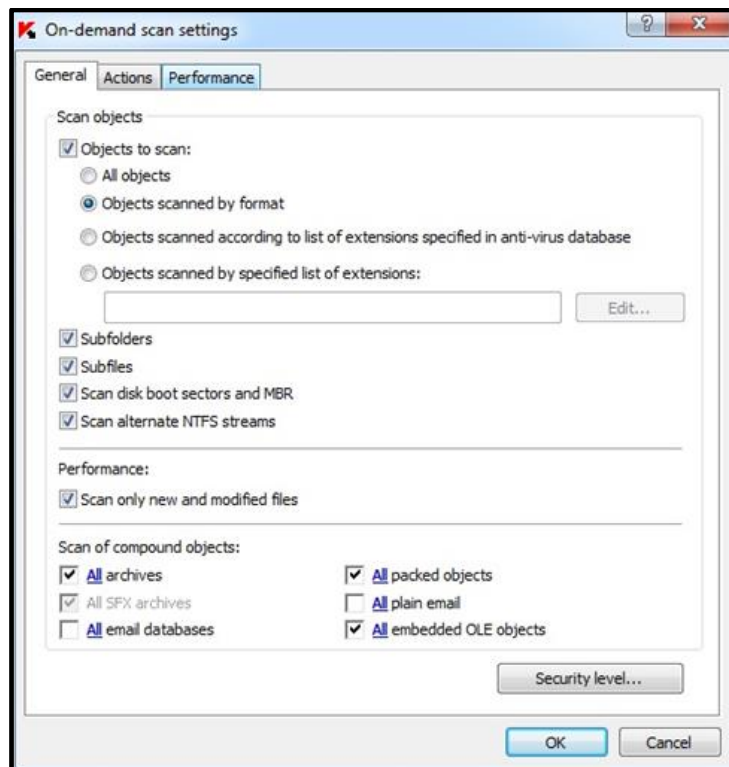 On-demand scan settings
General Actions Performance
Scan objects
Objects to scan:
All objects
Objects scanned by format
Objects scanned according to list of extensions specified in anti-virus database
Objects scanned by specified list of extensions:
Edit...
Subfolders
Subfiles
Scan disk boot sectors and MBR
Scan alternate NTFS streams
Performance:
Scan only new and modified files
Scan of compound objects:
All archives All packed objects
All SFX archives All plain email
All email databases All embedded OLE objects
Security level...
OK Cancel